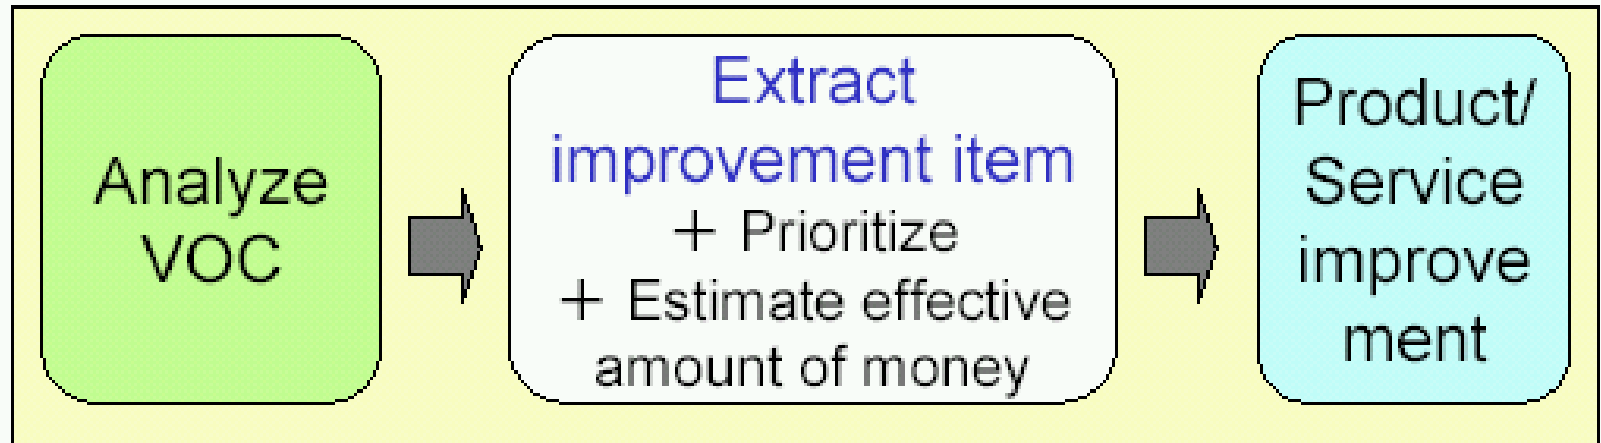 Analyze
VOC
Extract
improvement item
+ Prioritize
+ Estimate effective
amount of money
Product/
Service
improve
ment